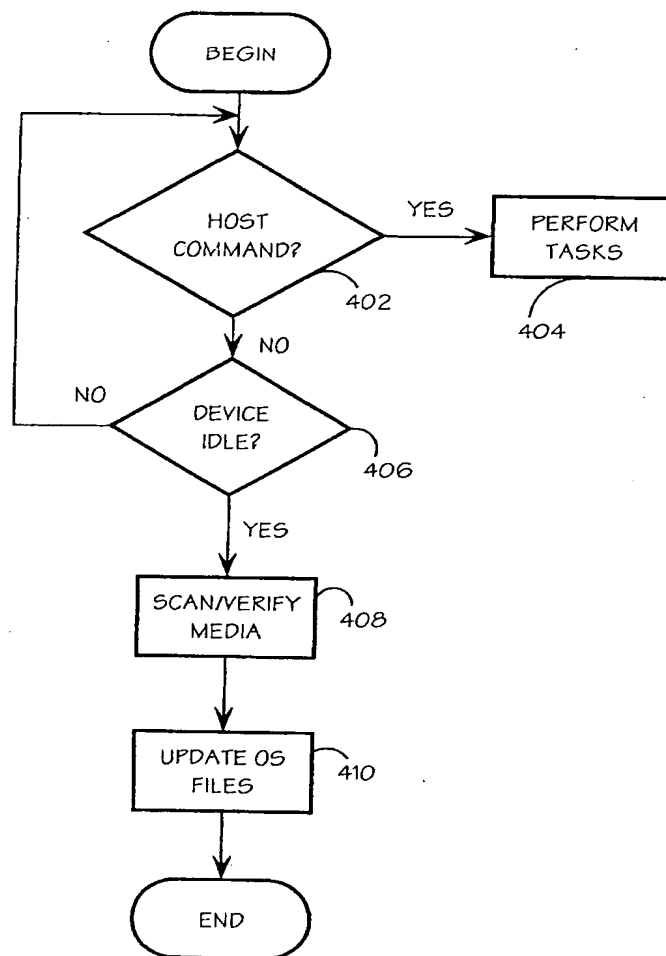 BEGIN
HOST
COMMAND?
402
YES
PERFORM
TASKS
404
NO
NO
DEVICE
IDLE?
406
YES
SCAN/VERIFY
MEDIA
408
UPDATE OS
FILES
410
END